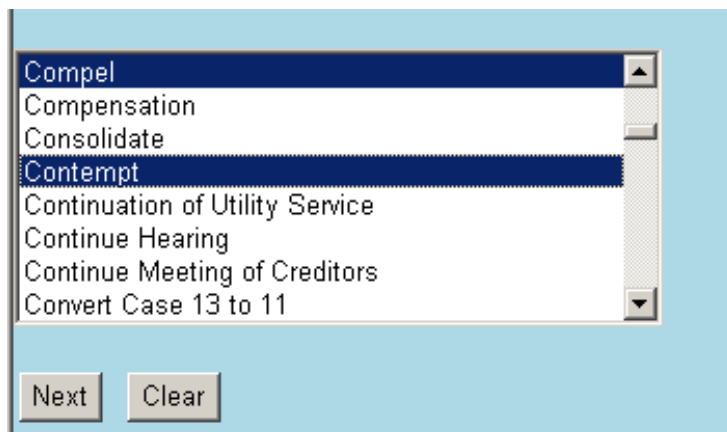 Compel
Compensation
Consolidate
Contempt
Continuation of Utility Service
Continue Hearing
Continue Meeting of Creditors
Convert Case 13 to 11
Next Clear